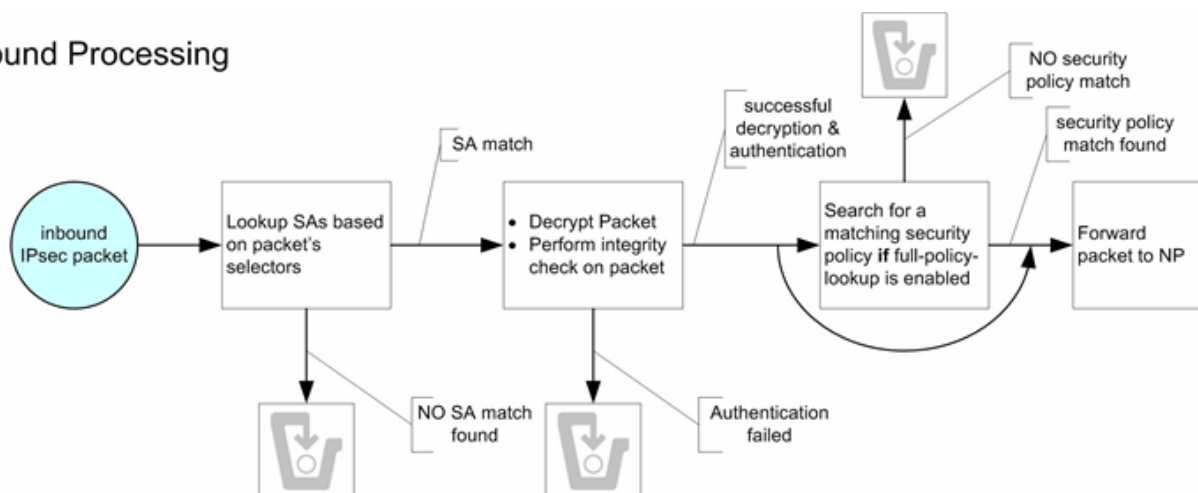 ound Processing
NO security
policy match
successful
decryption &
authentication
security policy
match found
SA match
inbound
IPsec packet
Lookup SAs based
on packet's
selectors
• Decrypt Packet
• Perform integrity
check on packet
Search for a
matching security
policy if full-policy-
lookup is enabled
Forward
packet to NP
NO SA match
found
Authentication
failed